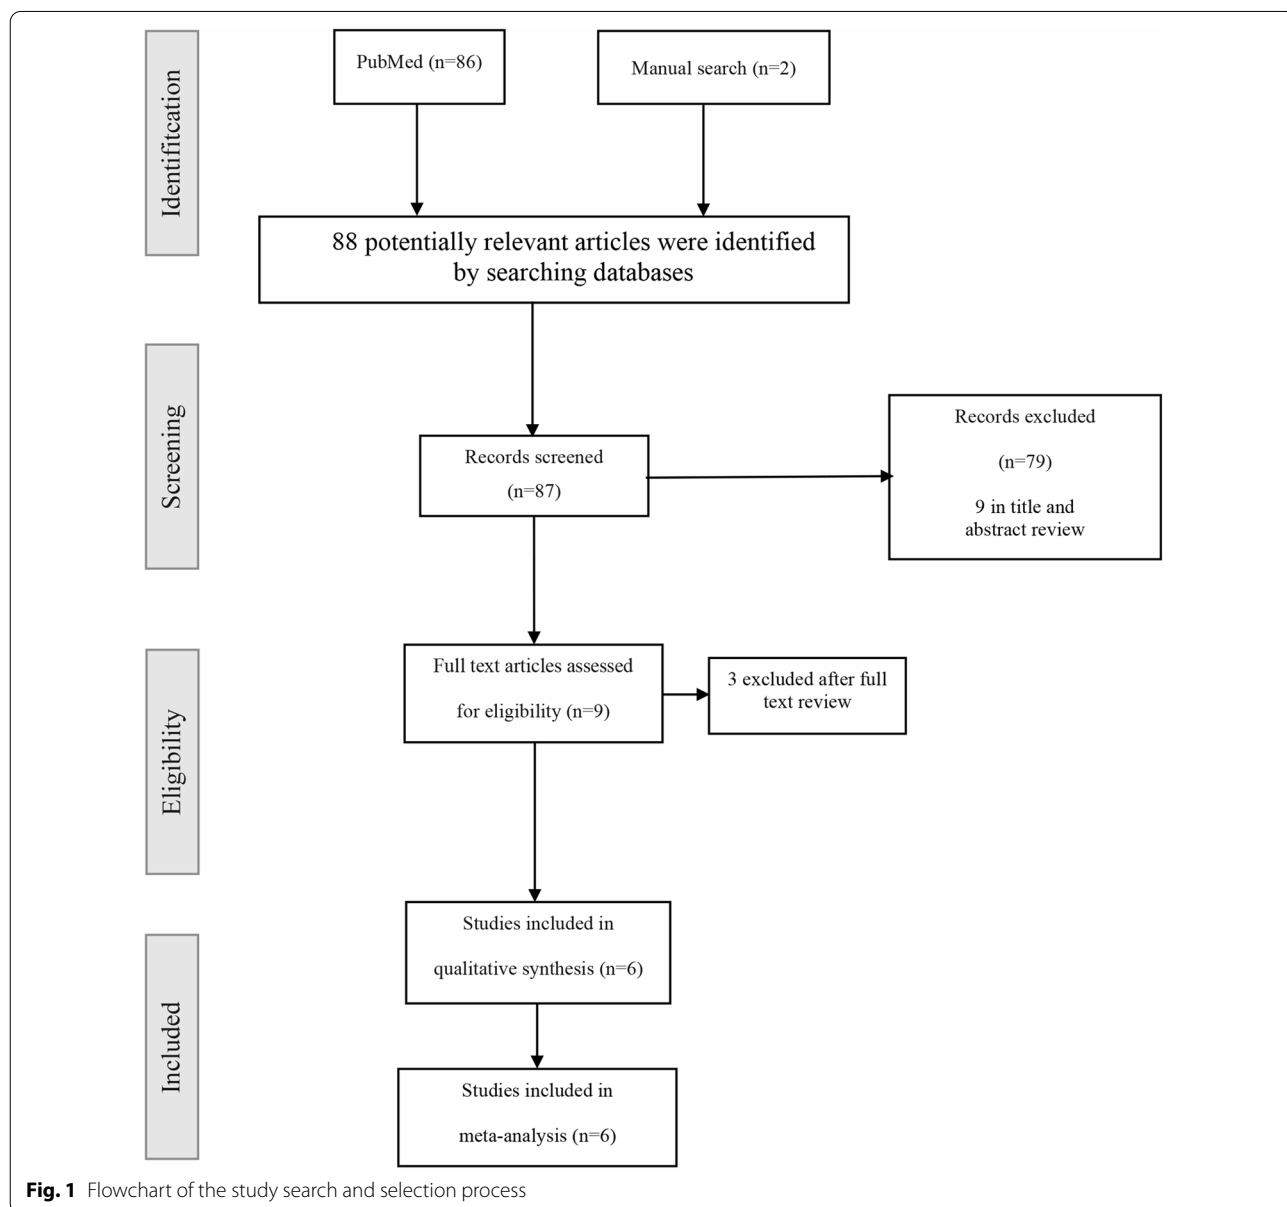 Identifitcation
PubMed (n=86)
Manual search (n=2)
88 potentially relevant articles were identified
by searching databases
Screening
Records screened
(n=87)
Records excluded
(n=79)
9 in title and
abstract review
Eligibility
Full text articles assessed
for eligibility (n=9)
3 excluded after full
text review
Included
Studies included in
qualitative synthesis (n=6)
Studies included in
meta-analysis (n=6)
Fig. 1 Flowchart of the study search and selection process